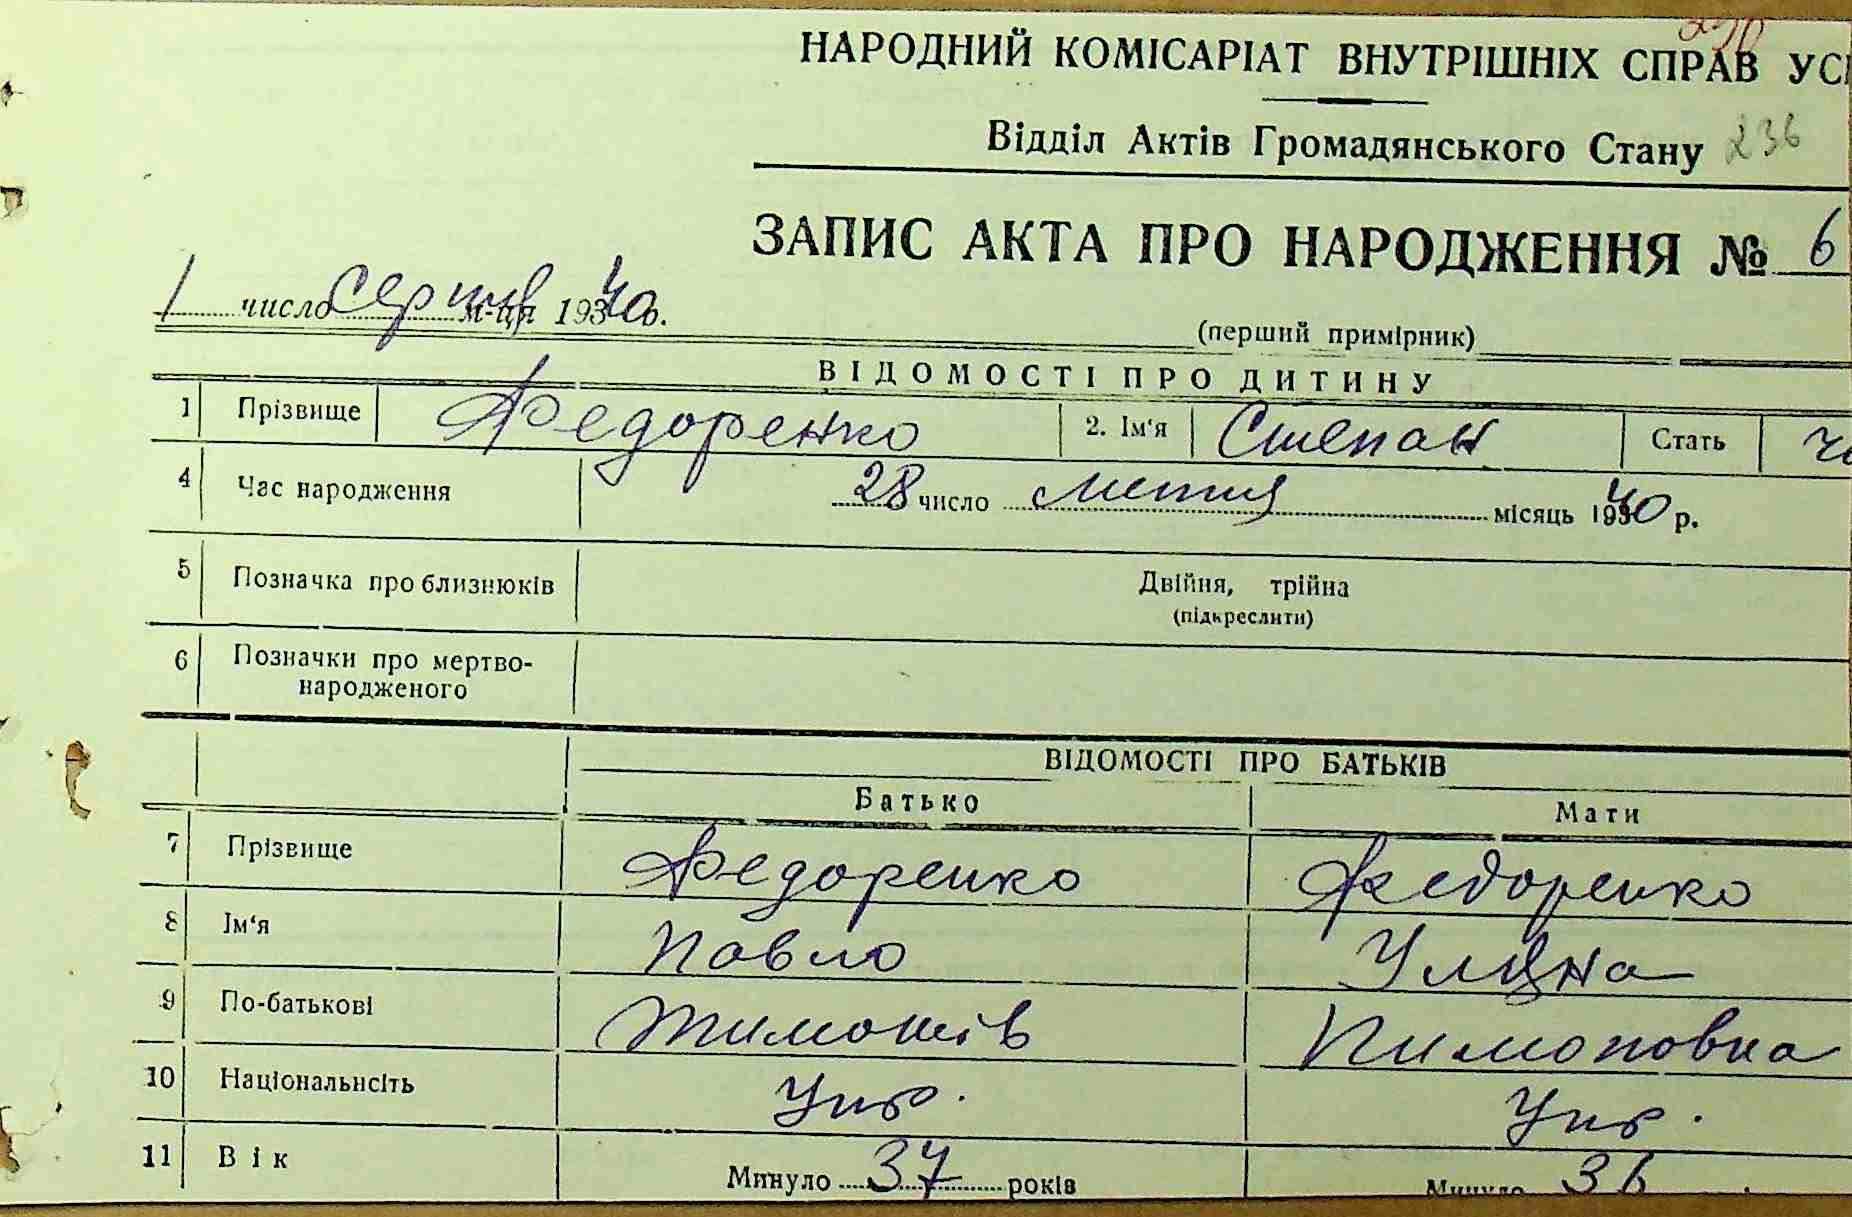 НАРОДНИЙ КОМІСАРІАТ ВНУТРІШНІХ СПРАВ УС
Відділ Актів Громадянського Стану 236
ЗАПИС АКТА ПРО НАРОДЖЕННЯ № 6
1 число серпня м-ця 1940 р.
(перший примірник)
ВІДОМОСТІ ПРО ДИТИНУ
1 Прізвище Федоренко 2. Ім'я Степан Стать
4 Час народження 28 число липня місяць 1940 р.
5 Позначка про близнюків Двійня, трійна
(підкреслити)
6 Позначки про мертво-
народженого
ВІДОМОСТІ ПРО БАТЬКІВ
Батько Мати
7 Прізвище Федоренко Федоренко
8 Ім'я Павло Уляна
9 По-батькові Тимошів Пимоновна
10 Національнсіть Укр. Укр.
11 Вік Минуло 37 років Минуло 36